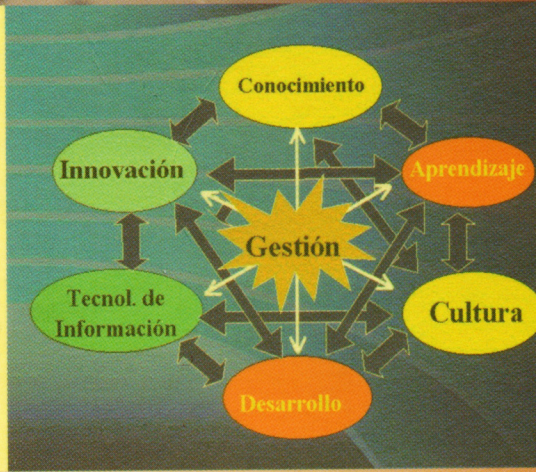 Conocimiento
Innovación
Aprendizaje
Gestión
Tecnol. de
Información
Cultura
Desarrollo